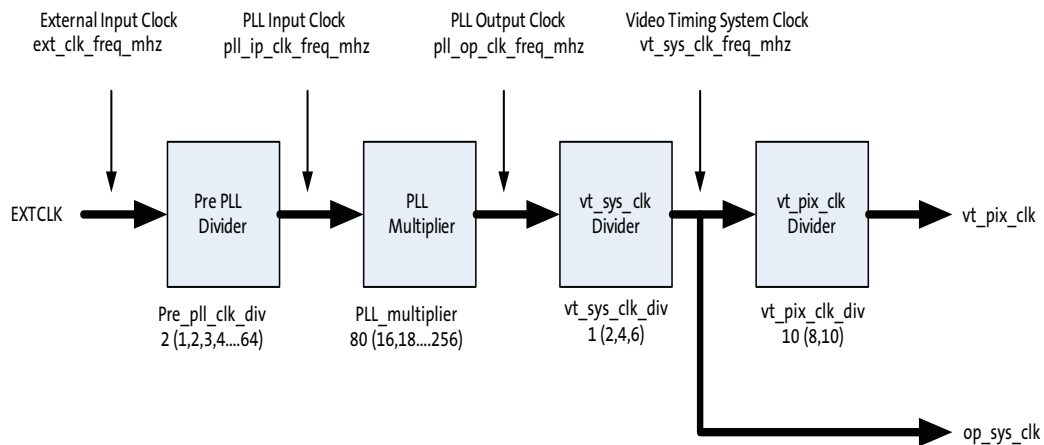 External Input Clock
ext_clk_freq_mhz
PLL Input Clock
pll_ip_clk_freq_mhz
PLL Output Clock
pll_op_clk_freq_mhz
Video Timing System Clock
vt_sys_clk_freq_mhz
EXTCLK
Pre PLL
Divider
PLL
Multiplier
vt_sys_clk
Divider
vt_pix_clk
Divider
vt_pix_clk
Pre_pll_clk_div
2 (1,2,3,4....64)
PLL_multiplier
80 (16,18....256)
vt_sys_clk_div
1 (2,4,6)
vt_pix_clk_div
10 (8,10)
op_sys_clk